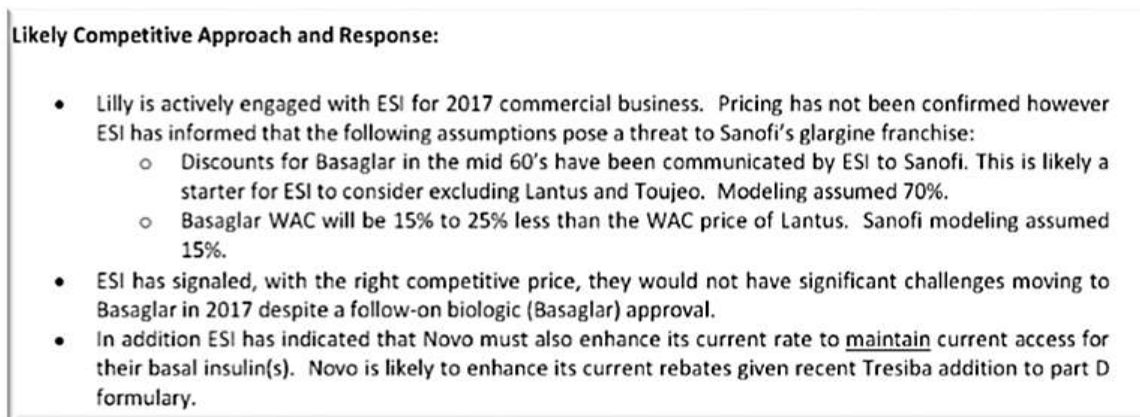 Likely Competitive Approach and Response:
• Lilly is actively engaged with ESI for 2017 commercial business. Pricing has not been confirmed however
ESI has informed that the following assumptions pose a threat to Sanofi's glargine franchise:
o Discounts for Basaglar in the mid 60's have been communicated by ESI to Sanofi. This is likely a
starter for ESI to consider excluding Lantus and Toujeo. Modeling assumed 70%.
o Basaglar WAC will be 15% to 25% less than the WAC price of Lantus. Sanofi modeling assumed
15%.
• ESI has signaled, with the right competitive price, they would not have significant challenges moving to
Basaglar in 2017 despite a follow-on biologic (Basaglar) approval.
• In addition ESI has indicated that Novo must also enhance its current rate to maintain current access for
their basal insulin(s). Novo is likely to enhance its current rebates given recent Tresiba addition to part D
formulary.